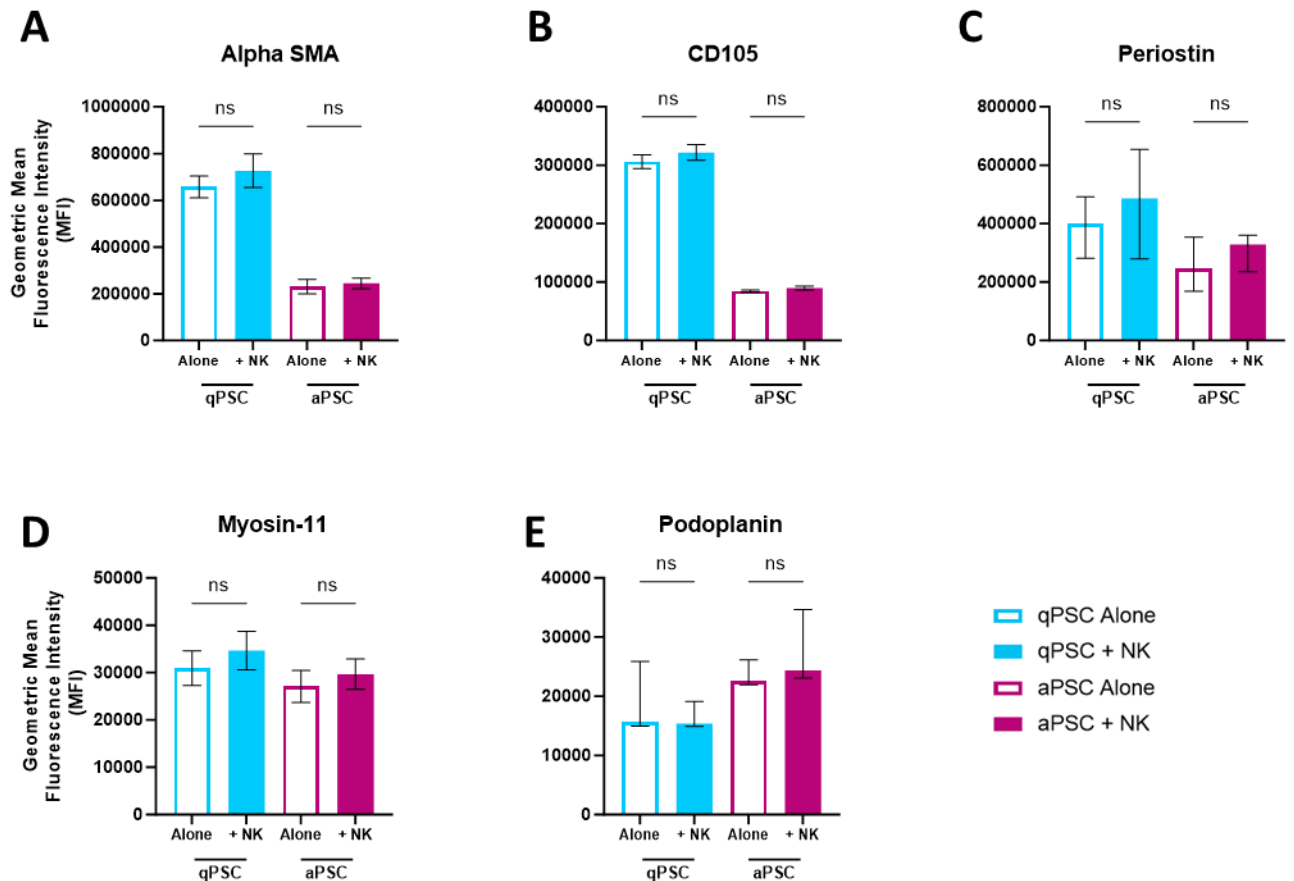 A
Alpha SMA
Geometric Mean
Fluorescence Intensity
(MFI)
1000000
800000
600000
400000
200000
0
ns
ns
Alone
+ NK
Alone
+ NK
qPSC
aPSC
B
CD105
400000
300000
200000
100000
0
ns
ns
Alone
+ NK
Alone
+ NK
qPSC
aPSC
C
Periostin
800000
600000
400000
200000
0
ns
ns
Alone
+ NK
Alone
+ NK
qPSC
aPSC
D
Myosin-11
Geometric Mean
Fluorescence Intensity
(MFI)
50000
40000
30000
20000
10000
0
ns
ns
Alone
+ NK
Alone
+ NK
qPSC
aPSC
E
Podoplanin
40000
30000
20000
10000
0
ns
ns
Alone
+ NK
Alone
+ NK
qPSC
aPSC
qPSC Alone
qPSC + NK
aPSC Alone
aPSC + NK